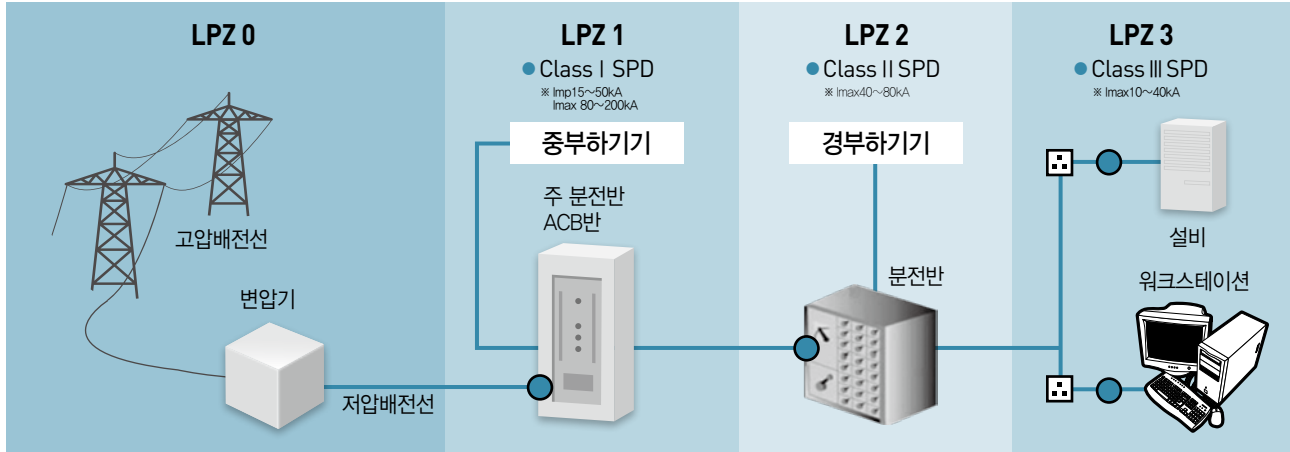 LPZ 0
고압배전선
변압기
저압배전선
LPZ 1
Class Ⅰ SPD
※ Imp15~50kA
Imax 80~200kA
중부하기기
주 분전반
ACB반
LPZ 2
Class Ⅱ SPD
※ Imax40~80kA
경부하기기
분전반
LPZ 3
Class Ⅲ SPD
※ Imax10~40kA
설비
워크스테이션